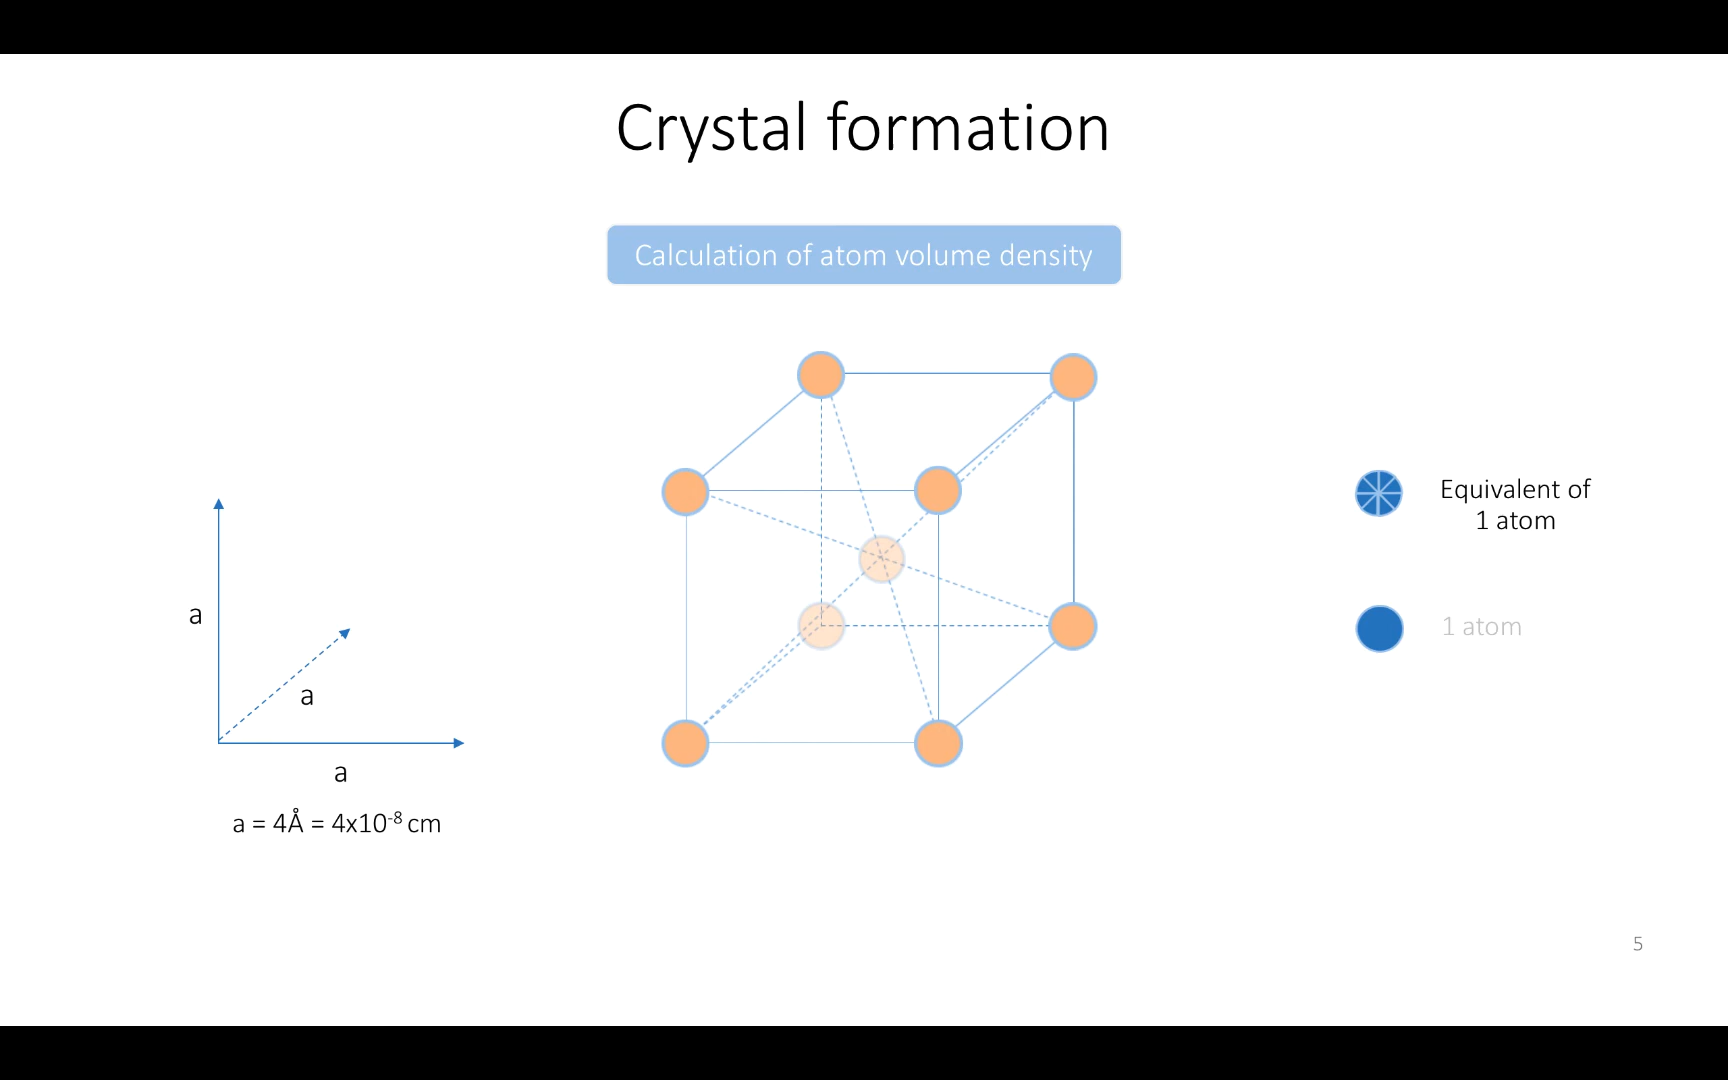 Crystal formation
Calculation of atom volume density
Equivalent of
1 atom
1 atom
a
a
a
a = 4Å = 4x10⁻⁸ cm
5